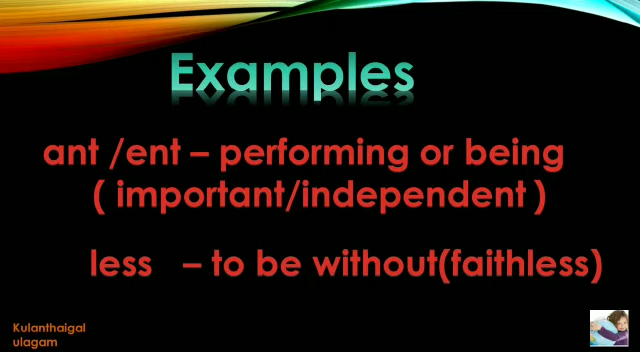 Examples
ant /ent – performing or being
( important/independent )
less – to be without(faithless)
Kulanthaigal
ulagam